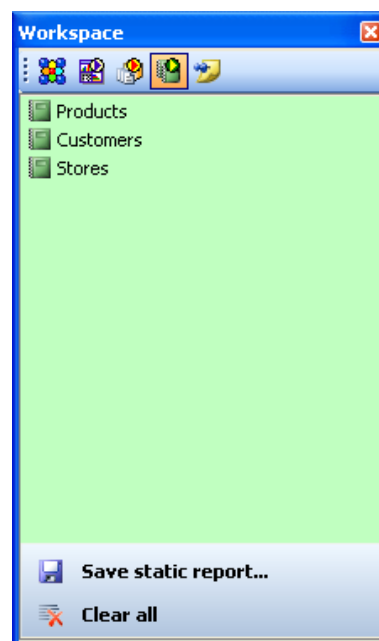 Workspace
Products
Customers
Stores
Save static report...
Clear all